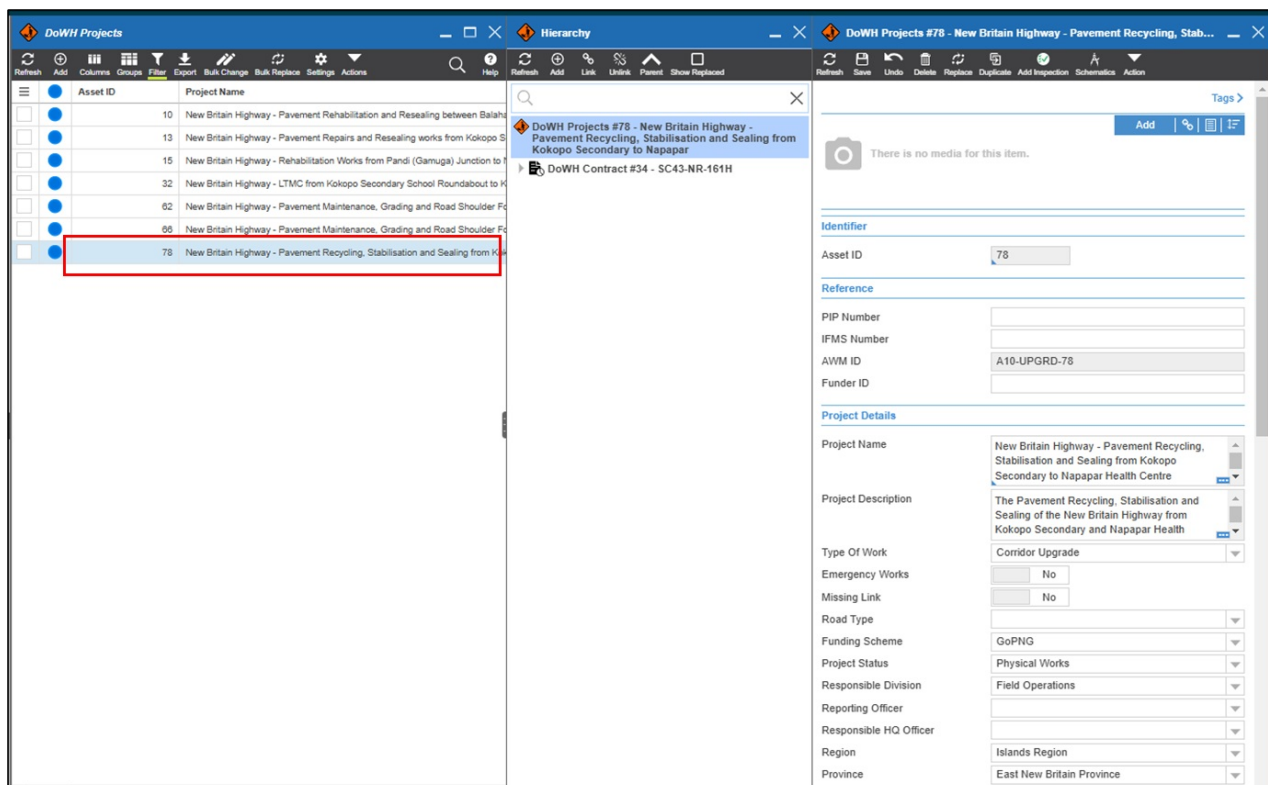 DoWH Projects
Refresh Add Columns Groups Filter Export Bulk Change Bulk Replace Settings Actions Help
Asset ID Project Name
10 New Britain Highway - Pavement Rehabilitation and Resealing between Balaha
13 New Britain Highway - Pavement Repairs and Resealing works from Kokopo S
15 New Britain Highway - Rehabilitation Works from Pandi (Gamuga) Junction to
32 New Britain Highway - LTMC from Kokopo Secondary School Roundabout to K
62 New Britain Highway - Pavement Maintenance, Grading and Road Shoulder Fo
66 New Britain Highway - Pavement Maintenance, Grading and Road Shoulder Fo
78 New Britain Highway - Pavement Recycling, Stabilisation and Sealing from Kok
Hierarchy
Refresh Add Link Unlink Parent Show Replaced
DoWH Projects #78 - New Britain Highway -
Pavement Recycling, Stabilisation and Sealing from
Kokopo Secondary to Napapar
DoWH Contract #34 - SC43-NR-161H
DoWH Projects #78 - New Britain Highway - Pavement Recycling, Stab...
Refresh Save Undo Delete Replace Duplicate Add Inspection Schematics Action
Tags >
Add
There is no media for this item.
Identifier
Asset ID 78
Reference
PIP Number
IFMS Number
AWM ID A10-UPGRD-78
Funder ID
Project Details
Project Name New Britain Highway - Pavement Recycling,
Stabilisation and Sealing from Kokopo
Secondary to Napapar Health Centre
Project Description The Pavement Recycling, Stabilisation and
Sealing of the New Britain Highway from
Kokopo Secondary and Napapar Health
Type Of Work Corridor Upgrade
Emergency Works No
Missing Link No
Road Type
Funding Scheme GoPNG
Project Status Physical Works
Responsible Division Field Operations
Reporting Officer
Responsible HQ Officer
Region Islands Region
Province East New Britain Province